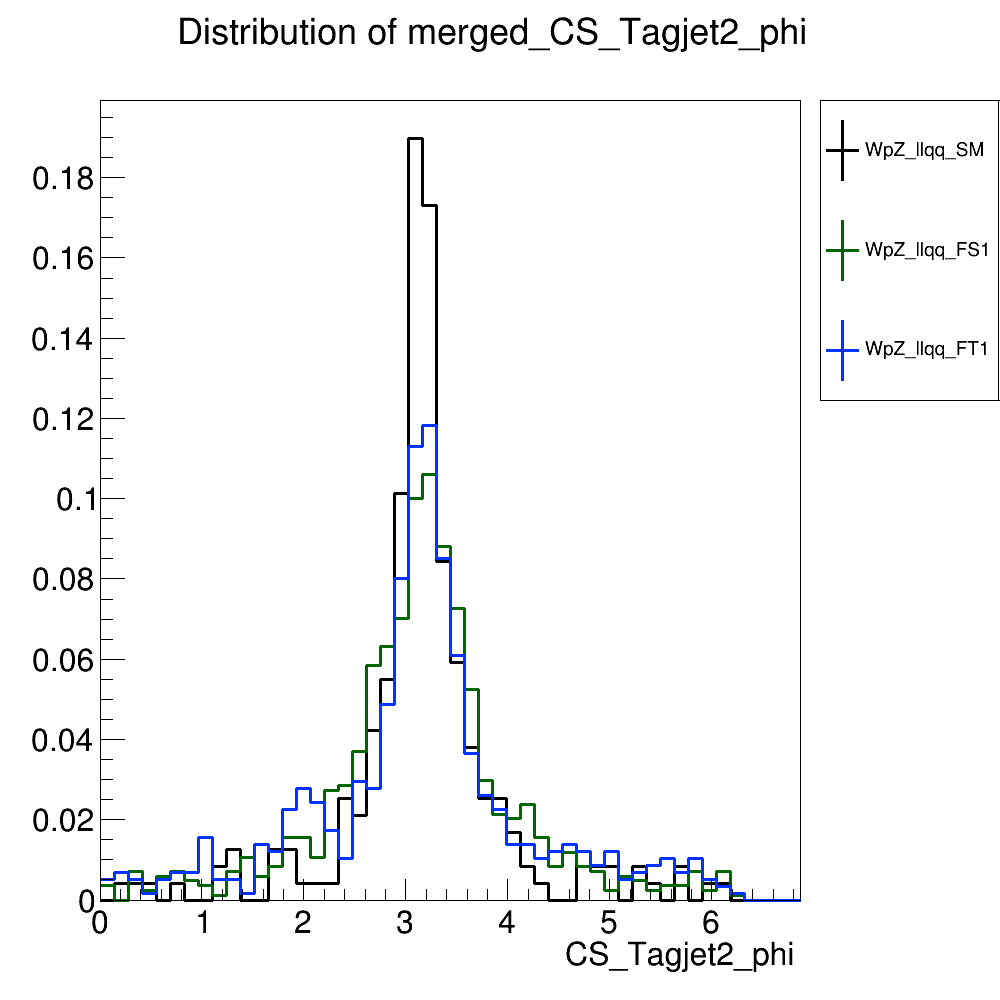 Distribution of merged_CS_Tagjet2_phi
WpZ_llqq_SM
WpZ_llqq_FS1
WpZ_llqq_FT1
0.18
0.16
0.14
0.12
0.1
0.08
0.06
0.04
0.02
0
0 1 2 3 4 5 6
CS_Tagjet2_phi